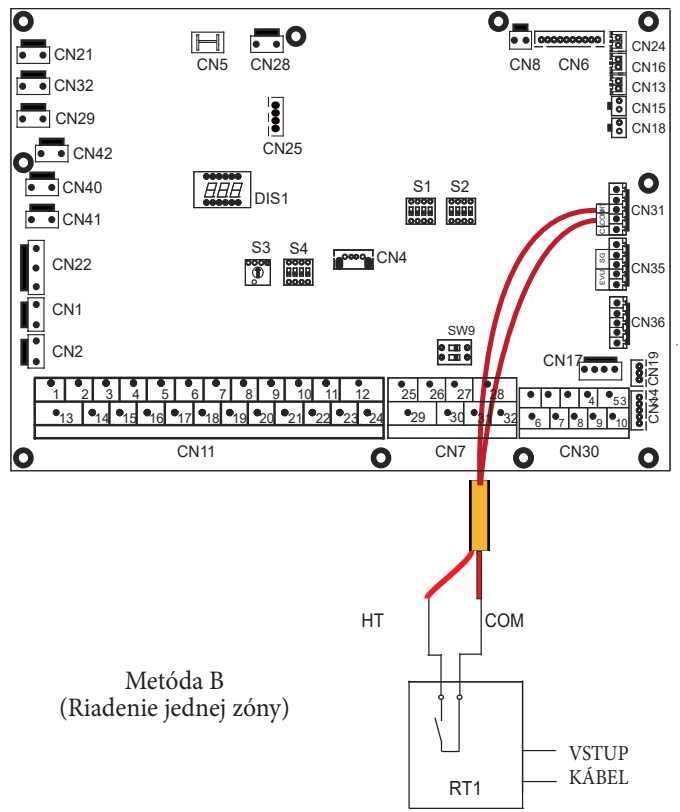 CN21
CN32
CN29
CN42
CN40
CN41
CN22
CN1
CN2
CN5
CN28
CN25
DIS1
S1
S2
S3
S4
CN4
SW9
CN8
CN6
CN24
CN16
CN13
CN15
CN18
CN31
COM
SG
EVU
CN35
CN36
CN17
CN19
CN34
1 2 3 4 5 6 7 8 9 10 11 12
13 14 15 16 17 18 19 20 21 22 23 24
25 26 27 28
29 30 31 32
4 53
6 7 8 9 10
CN11
CN7
CN30
HT
COM
Metóda B
(Riadenie jednej zóny)
RT1
VSTUP
KÁBEL